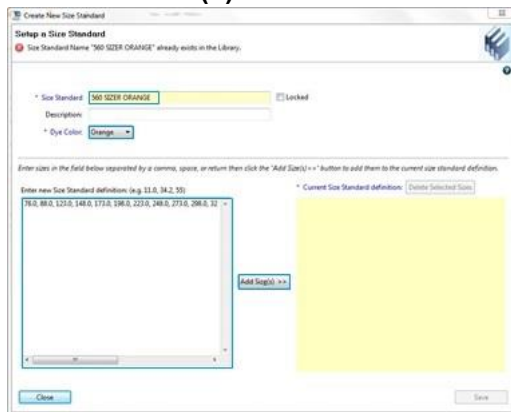 (s)
Create New Size Standard
Setup a Size Standard
Size Standard Name "560 SIZER ORANGE" already exists in the Library.
* Size Standard: 560 SIZER ORANGE Locked
Description:
* Dye Color: Orange
Enter sizes in the field below separated by a comma, space, or return then click the "Add Size(s)>>" button to add them to the current size standard definition.
Enter new Size Standard definition: (e.g. 11.0, 34.2, 55)
* Current Size Standard definition: Delete Selected Sizes
78.0, 88.0, 123.0, 148.0, 173.0, 198.0, 223.0, 248.0, 273.0, 298.0, 32
Add Size(s) >>
Close
Save